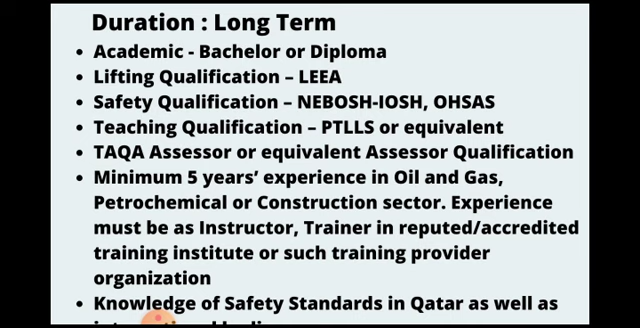 Duration : Long Term
• Academic - Bachelor or Diploma
• Lifting Qualification – LEEA
• Safety Qualification – NEBOSH-IOSH, OHSAS
• Teaching Qualification – PTLLS or equivalent
• TAQA Assessor or equivalent Assessor Qualification
• Minimum 5 years’ experience in Oil and Gas,
Petrochemical or Construction sector. Experience
must be as Instructor, Trainer in reputed/accredited
training institute or such training provider
organization
• Knowledge of Safety Standards in Qatar as well as